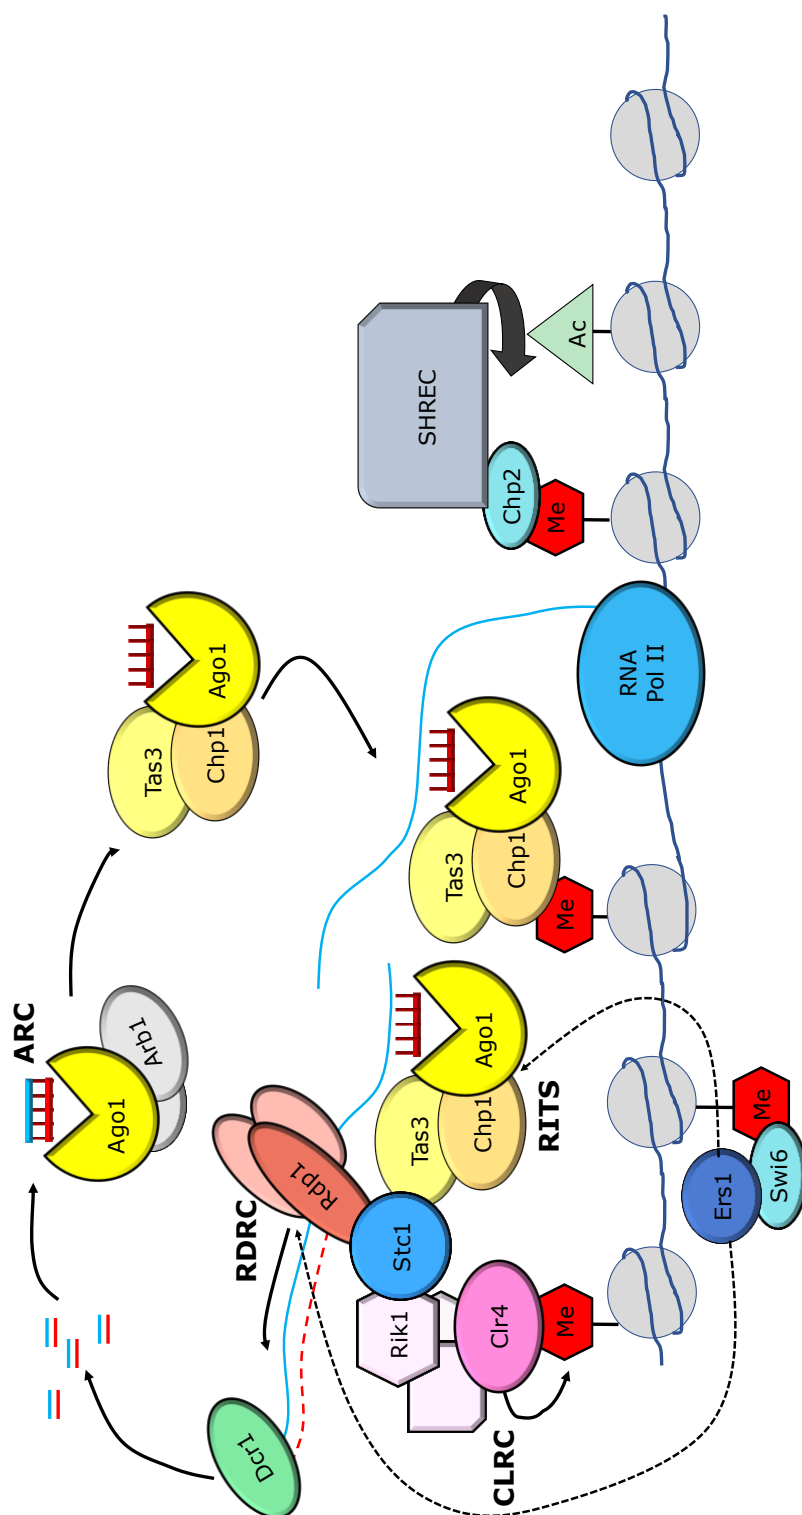 ARC
Ago1
Arb1
Tas3
Chp1
Ago1
Dcr1
RDRC
Rdp1
Rik1
Stc1
Tas3
Chp1
Ago1
RITS
Tas3
Chp1
Ago1
Me
SHREC
Chp2
Me
Ac
Clr4
CLRC
Me
RNA
Pol II
Ers1
Swi6
Me